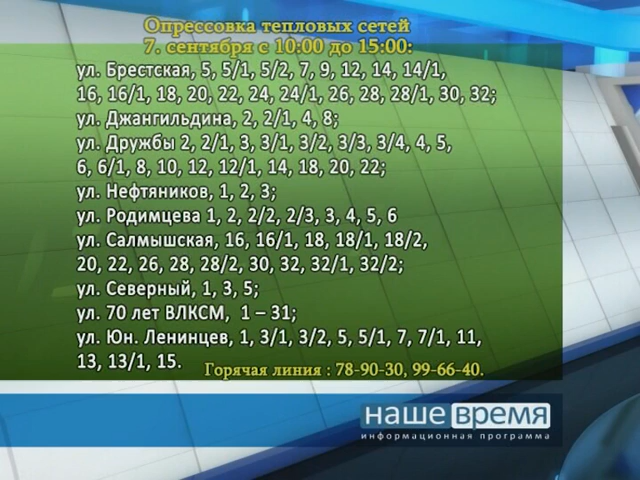 Опрессовка тепловых сетей
7. сентября с 10:00 до 15:00:
ул. Брестская, 5, 5/1, 5/2, 7, 9, 12, 14, 14/1,
16, 16/1, 18, 20, 22, 24, 24/1, 26, 28, 28/1, 30, 32;
ул. Джангильдина, 2, 2/1, 4, 8;
ул. Дружбы 2, 2/1, 3, 3/1, 3/2, 3/3, 3/4, 4, 5,
6, 6/1, 8, 10, 12, 12/1, 14, 18, 20, 22;
ул. Нефтяников, 1, 2, 3;
ул. Родимцева 1, 2, 2/2, 2/3, 3, 4, 5, 6
ул. Салмышская, 16, 16/1, 18, 18/1, 18/2,
20, 22, 26, 28, 28/2, 30, 32, 32/1, 32/2;
ул. Северный, 1, 3, 5;
ул. 70 лет ВЛКСМ, 1 – 31;
ул. Юн. Ленинцев, 1, 3/1, 3/2, 5, 5/1, 7, 7/1, 11,
13, 13/1, 15.
Горячая линия : 78-90-30, 99-66-40.
наше время
информационная программа